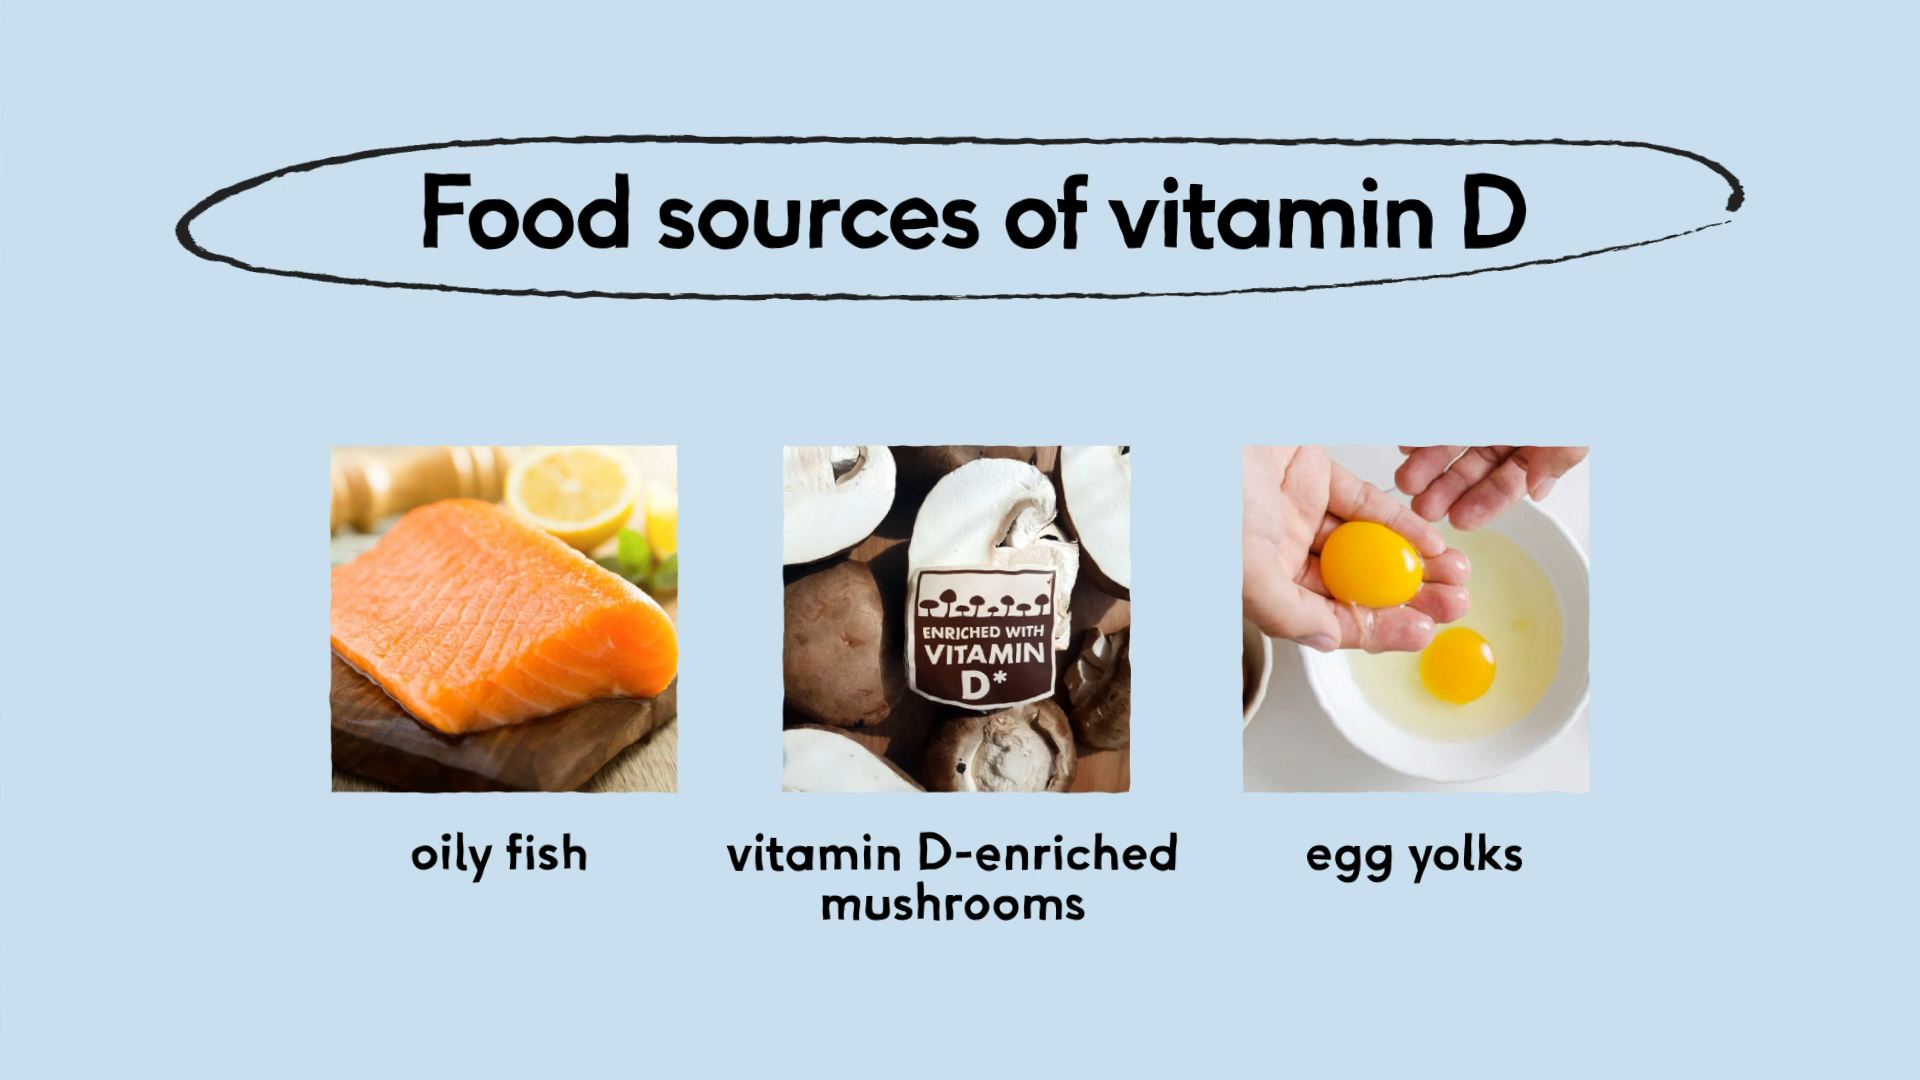 Food sources of vitamin D
ENRICHED WITH
VITAMIN
D*
oily fish
vitamin D-enriched
mushrooms
egg yolks